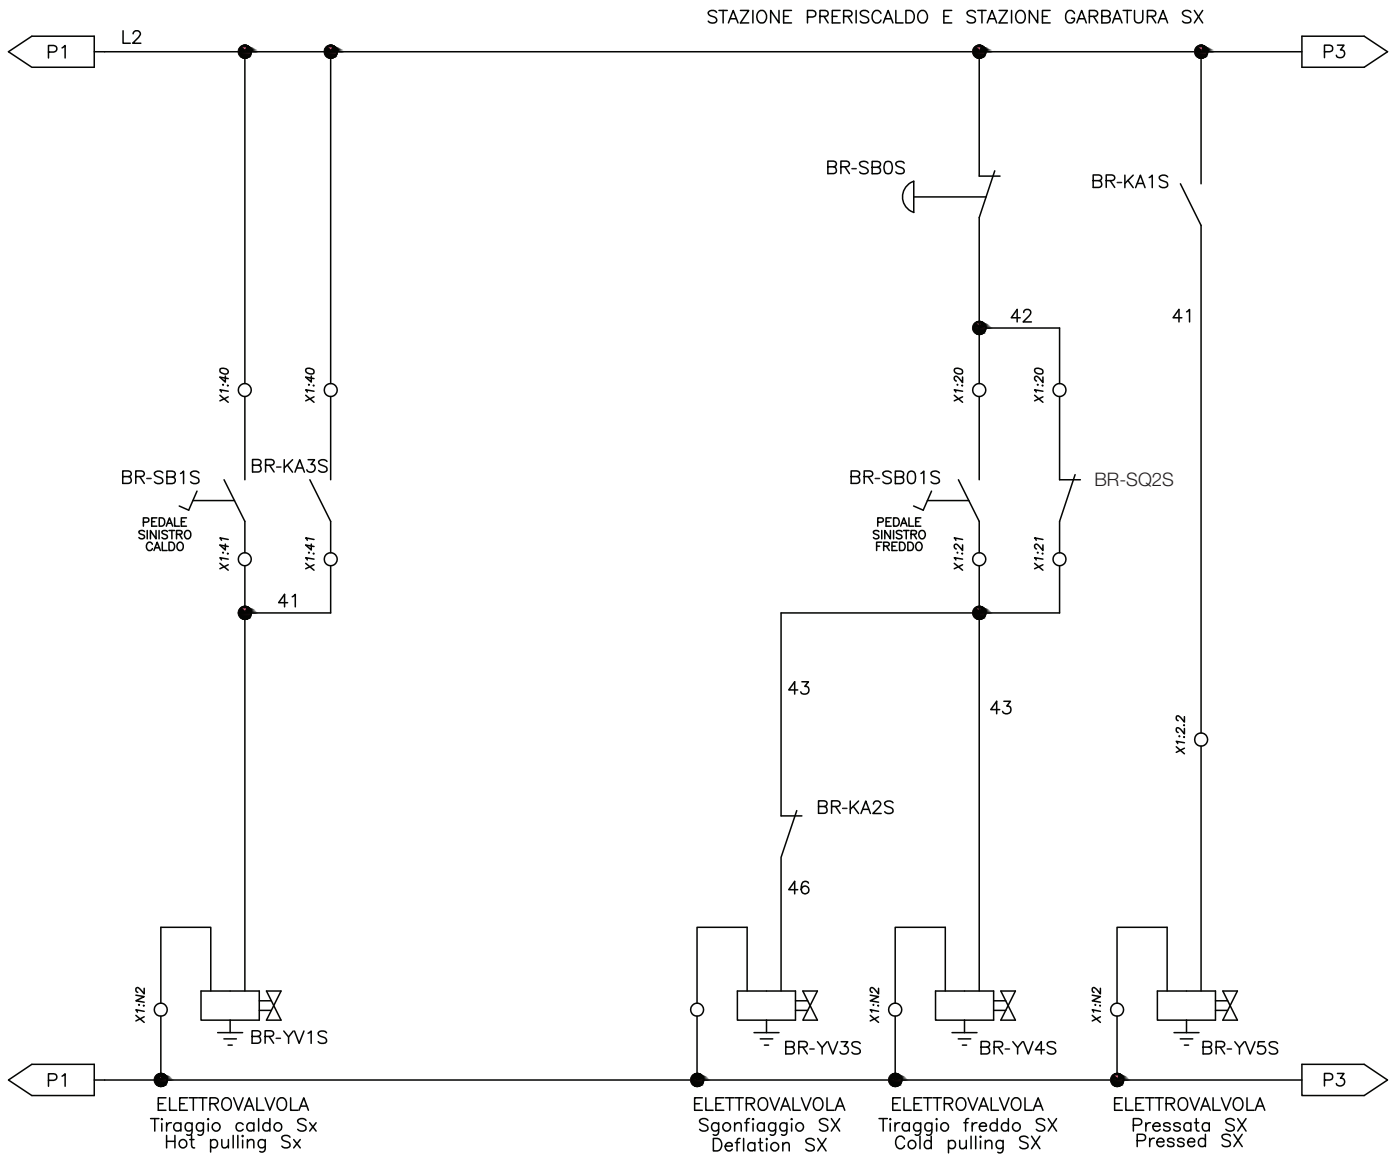 STAZIONE PRERISCALDO E STAZIONE GARBATURA SX
P1
L2
P3
BR-SB0S
BR-KA1S
42
41
X1:40
X1:40
X1:20
X1:20
BR-SB1S
BR-KA3S
BR-SB01S
BR-SQ2S
PEDALE
SINISTRO
CALDO
PEDALE
SINISTRO
FREDDO
X1:41
X1:41
X1:21
X1:21
41
43
43
X1:2.2
BR-KA2S
46
X1:N2
X1:N2
X1:N2
BR-YV1S
BR-YV3S
BR-YV4S
BR-YV5S
P1
P3
ELETTROVALVOLA
Tiraggio caldo Sx
Hot pulling Sx
ELETTROVALVOLA
Sgonfiaggio SX
Deflation SX
ELETTROVALVOLA
Tiraggio freddo SX
Cold pulling SX
ELETTROVALVOLA
Pressata SX
Pressed SX